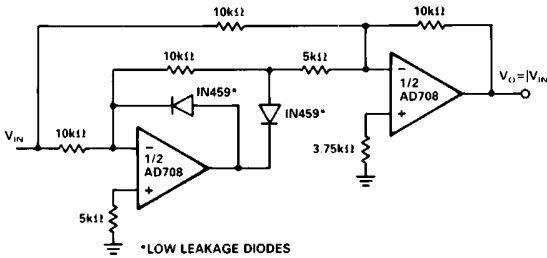 10kΩ
10kΩ
10kΩ
5kΩ
IN459*
IN459*
1/2
AD708
VO=|VIN
VIN
10kΩ
1/2
AD708
3.75kΩ
5kΩ
*LOW LEAKAGE DIODES